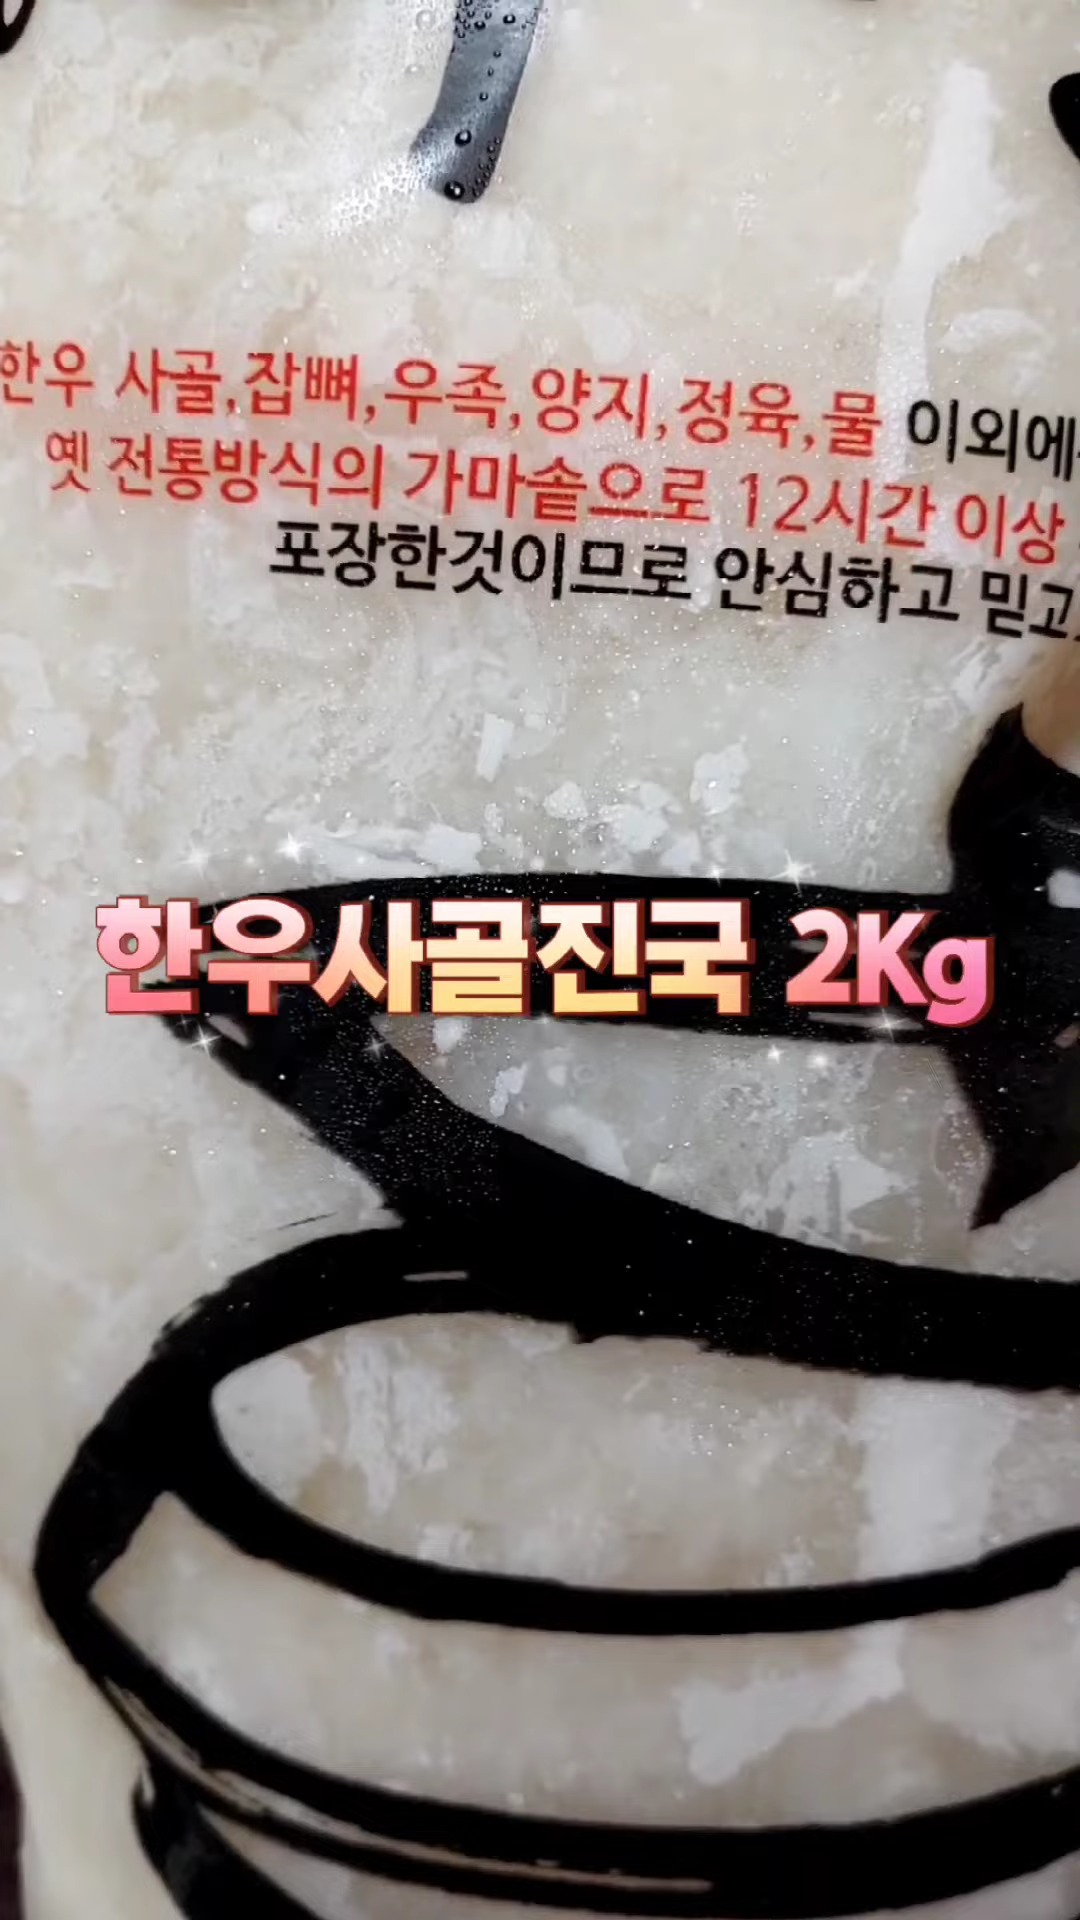 한우 사골,잡뼈,우족,양지,정육,물 이외에
옛 전통방식의 가마솥으로 12시간 이상
포장한것이므로 안심하고 믿고
한우사골진국 2Kg